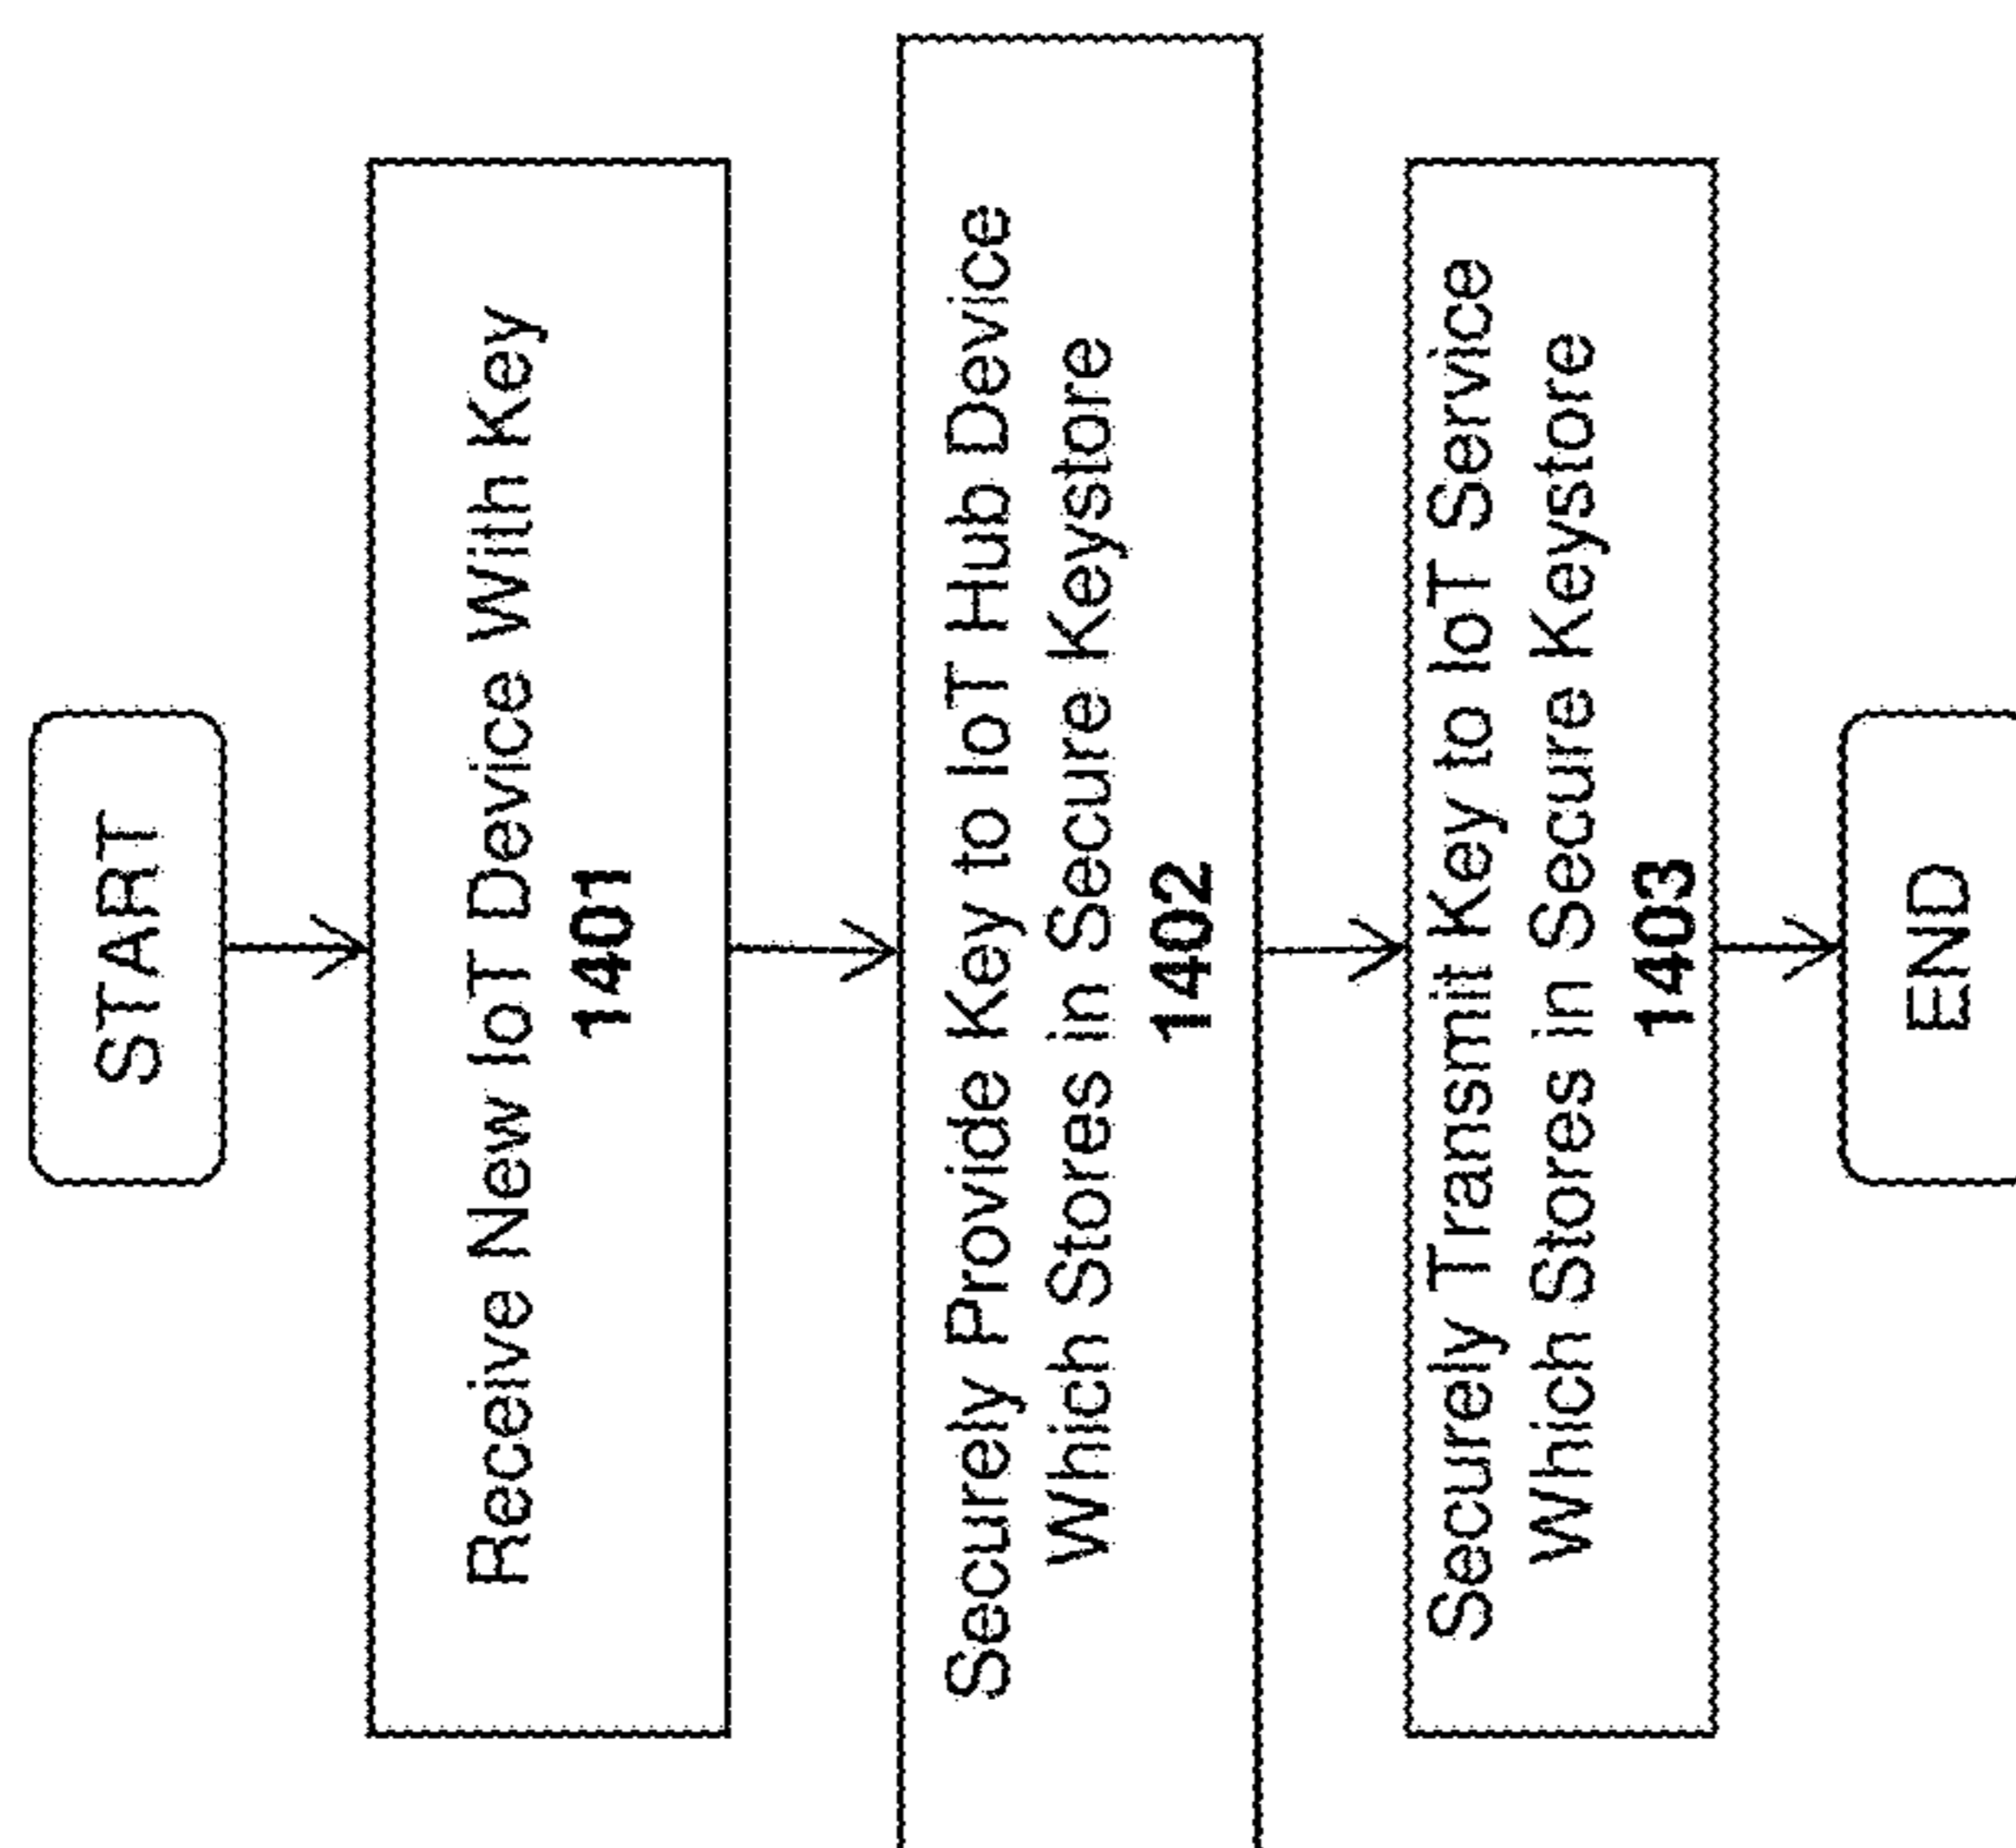 START
Receive New IoT Device With Key
1401
Securely Provide Key to IoT Hub Device
Which Stores in Secure Keystore
1402
Securely Transmit Key to IoT Service
Which Stores in Secure Keystore
1403
END